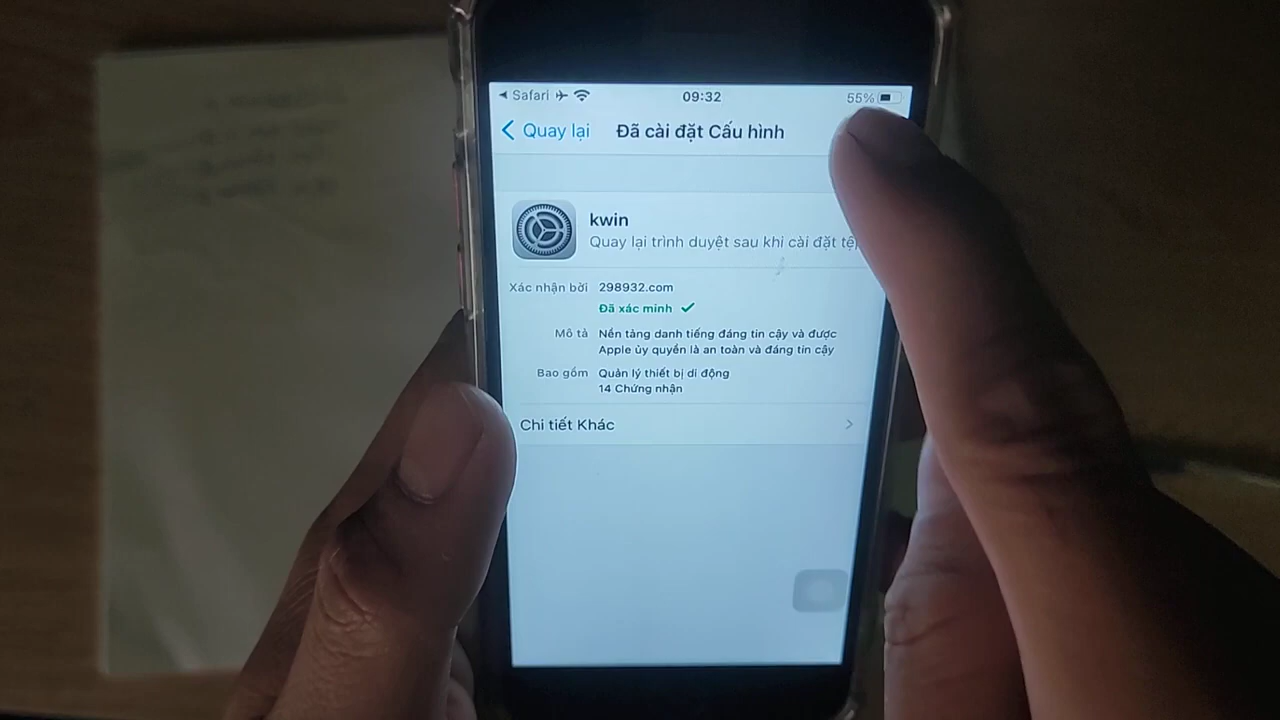 Safari
09:32
55%
Quay lại
Đã cài đặt Cấu hình
kwin
Quay lại trình duyệt sau khi cài đặt tệ
Xác nhận bởi 298932.com
Đã xác minh
Mô tả Nền tảng danh tiếng đáng tin cậy và được
Apple ủy quyền là an toàn và đáng tin cậy
Bao gồm Quản lý thiết bị di động
14 Chứng nhận
Chi tiết Khác